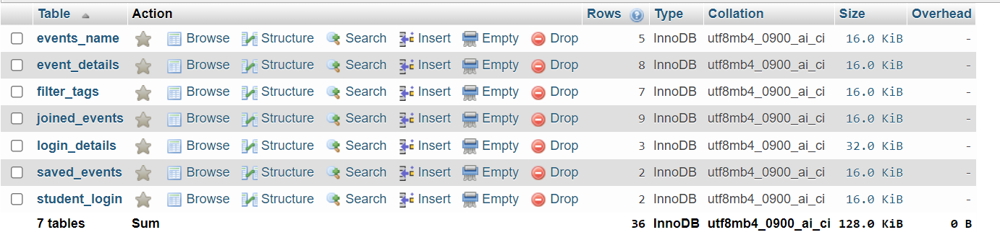 Table Action Rows Type Collation Size Overhead
events_name Browse Structure Search Insert Empty Drop 5 InnoDB utf8mb4_0900_ai_ci 16.0 KiB -
event_details Browse Structure Search Insert Empty Drop 8 InnoDB utf8mb4_0900_ai_ci 16.0 KiB -
filter_tags Browse Structure Search Insert Empty Drop 7 InnoDB utf8mb4_0900_ai_ci 16.0 KiB -
joined_events Browse Structure Search Insert Empty Drop 9 InnoDB utf8mb4_0900_ai_ci 16.0 KiB -
login_details Browse Structure Search Insert Empty Drop 3 InnoDB utf8mb4_0900_ai_ci 32.0 KiB -
saved_events Browse Structure Search Insert Empty Drop 2 InnoDB utf8mb4_0900_ai_ci 16.0 KiB -
student_login Browse Structure Search Insert Empty Drop 2 InnoDB utf8mb4_0900_ai_ci 16.0 KiB -
7 tables Sum 36 InnoDB utf8mb4_0900_ai_ci 128.0 KiB 0 B